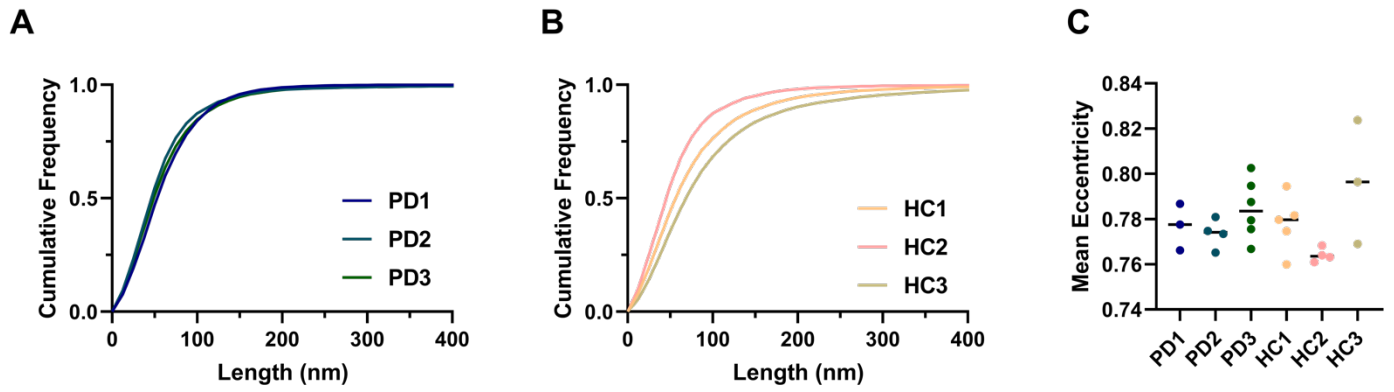 A
Cumulative Frequency
1.0
0.5
0.0
0
100
200
300
400
Length (nm)
PD1
PD2
PD3
B
Cumulative Frequency
1.0
0.5
0.0
0
100
200
300
400
Length (nm)
HC1
HC2
HC3
C
Mean Eccentricity
0.84
0.82
0.80
0.78
0.76
0.74
PD1
PD2
PD3
HC1
HC2
HC3